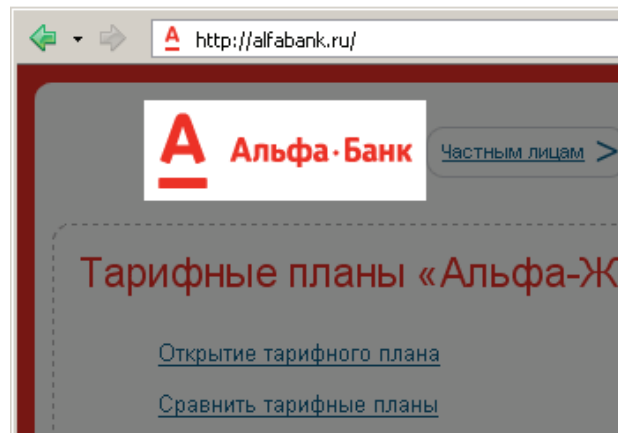 http://alfabank.ru/
А Альфа·Банк
Частным лицам >
Тарифные планы «Альфа-Ж
Открытие тарифного плана
Сравнить тарифные планы